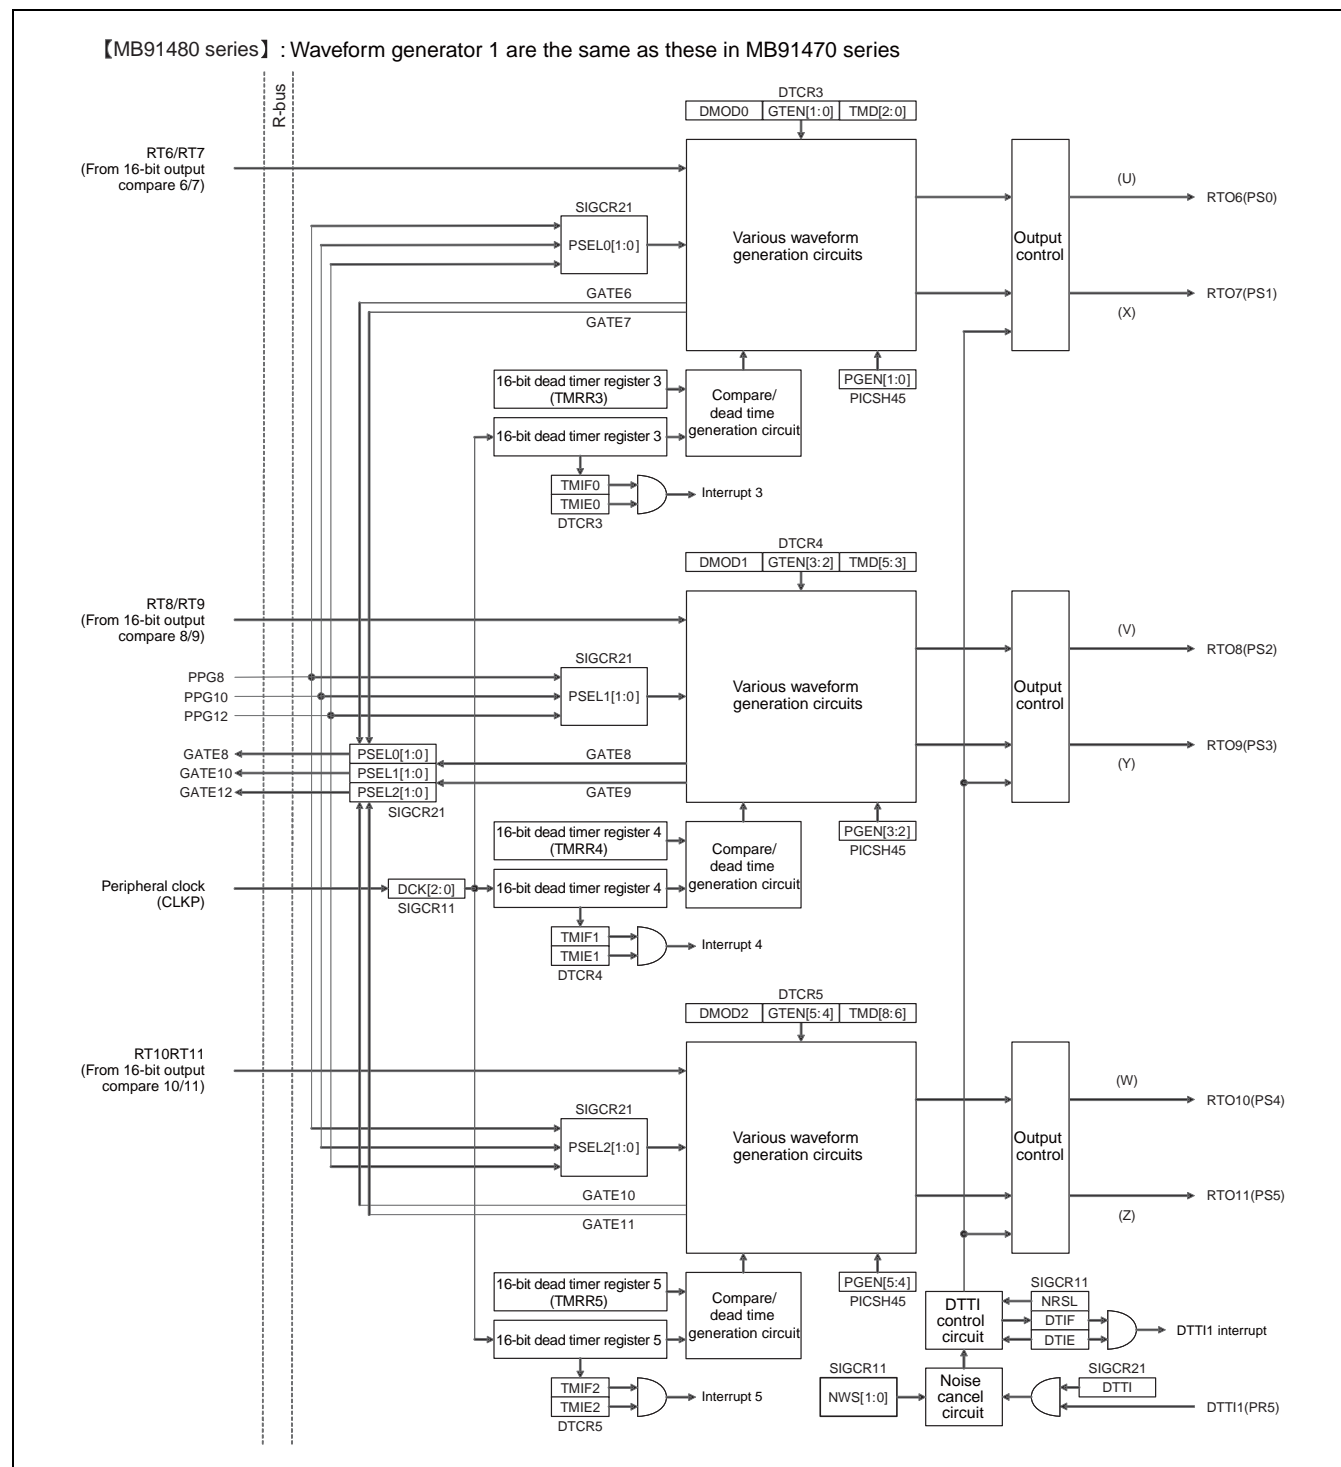 【MB91480 series】 : Waveform generator 1 are the same as these in MB91470 series
R-bus
DTCR3
DMOD0 GTEN[1:0] TMD[2:0]
RT6/RT7
(From 16-bit output
compare 6/7)
SIGCR21
PSEL0[1:0]
Various waveform
generation circuits
Output
control
(U)
RTO6(PS0)
GATE6
GATE7
RTO7(PS1)
(X)
16-bit dead timer register 3
(TMRR3)
16-bit dead timer register 3
Compare/
dead time
generation circuit
PGEN[1:0]
PICSH45
TMIF0
TMIE0
DTCR3
Interrupt 3
DTCR4
DMOD1 GTEN[3:2] TMD[5:3]
RT8/RT9
(From 16-bit output
compare 8/9)
SIGCR21
PSEL1[1:0]
Various waveform
generation circuits
Output
control
(V)
RTO8(PS2)
PPG8
PPG10
PPG12
GATE8
GATE10
GATE12
PSEL0[1:0]
PSEL1[1:0]
PSEL2[1:0]
SIGCR21
GATE8
GATE9
RTO9(PS3)
(Y)
16-bit dead timer register 4
(TMRR4)
16-bit dead timer register 4
Compare/
dead time
generation circuit
PGEN[3:2]
PICSH45
Peripheral clock
(CLKP)
DCK[2:0]
SIGCR11
TMIF1
TMIE1
DTCR4
Interrupt 4
DTCR5
DMOD2 GTEN[5:4] TMD[8:6]
RT10RT11
(From 16-bit output
compare 10/11)
SIGCR21
PSEL2[1:0]
Various waveform
generation circuits
Output
control
(W)
RTO10(PS4)
GATE10
GATE11
RTO11(PS5)
(Z)
16-bit dead timer register 5
(TMRR5)
16-bit dead timer register 5
Compare/
dead time
generation circuit
PGEN[5:4]
PICSH45
TMIF2
TMIE2
DTCR5
Interrupt 5
DTTI
control
circuit
SIGCR11
NRSL
DTIF
DTIE
DTTI1 interrupt
SIGCR11
NWS[1:0]
Noise
cancel
circuit
SIGCR21
DTTI
DTTI1(PR5)